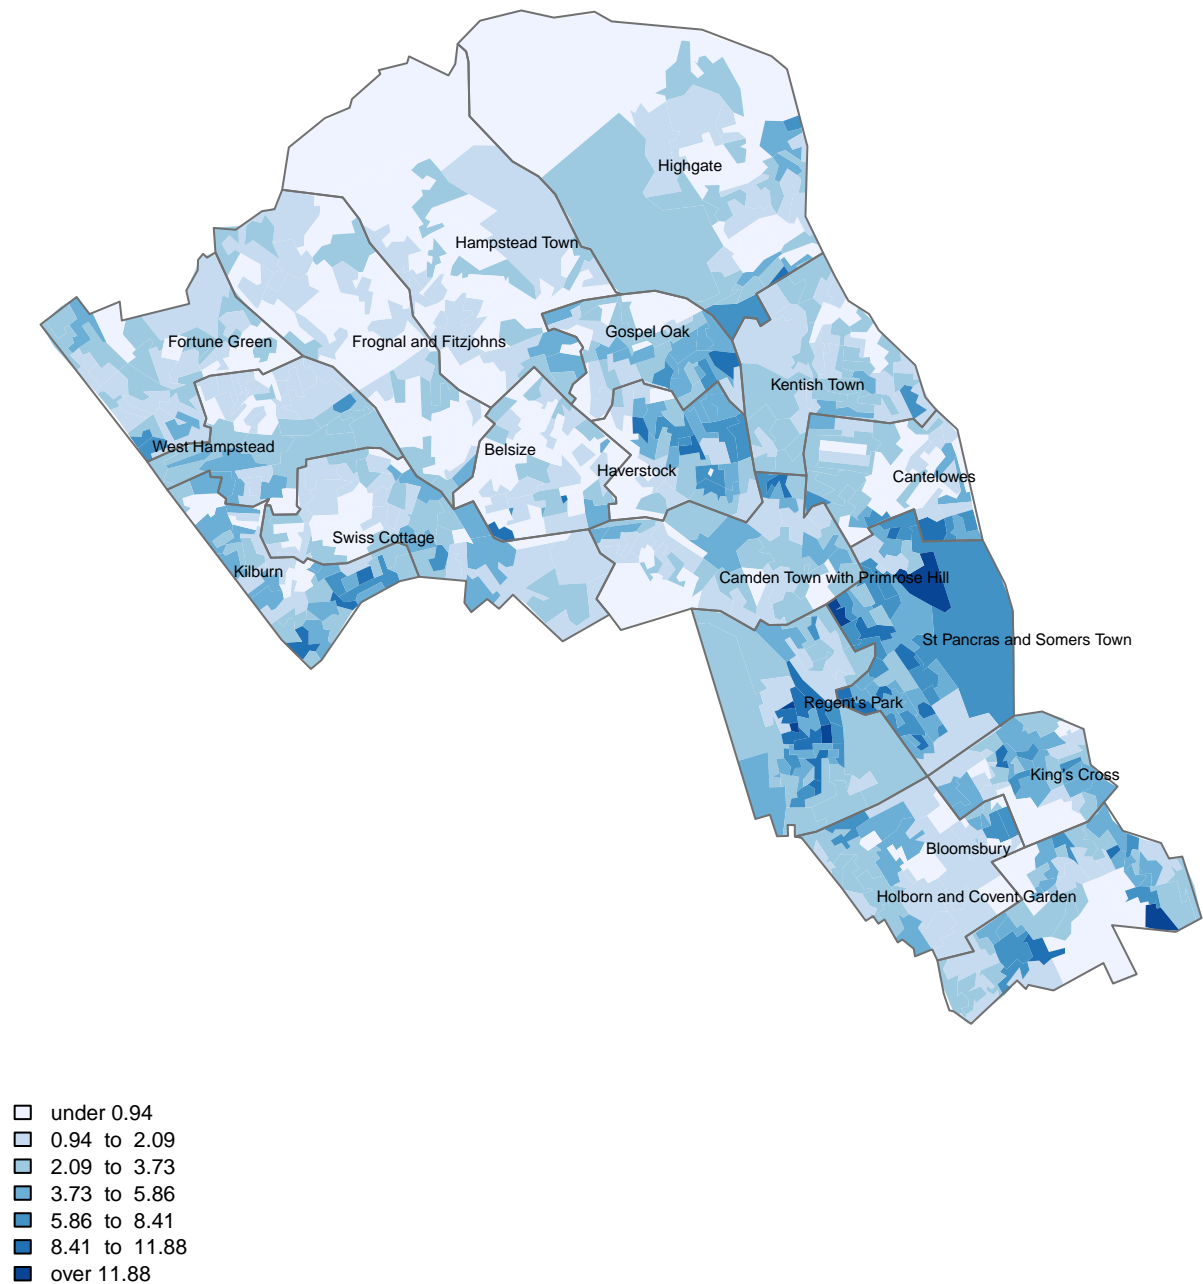 Highgate
Hampstead Town
Gospel Oak
Fortune Green
Frognal and Fitzjohns
Kentish Town
West Hampstead
Belsize
Haverstock
Cantelowes
Swiss Cottage
Kilburn
Camden Town with Primrose Hill
St Pancras and Somers Town
Regent's Park
King's Cross
Bloomsbury
Holborn and Covent Garden
under 0.94
0.94 to 2.09
2.09 to 3.73
3.73 to 5.86
5.86 to 8.41
8.41 to 11.88
over 11.88